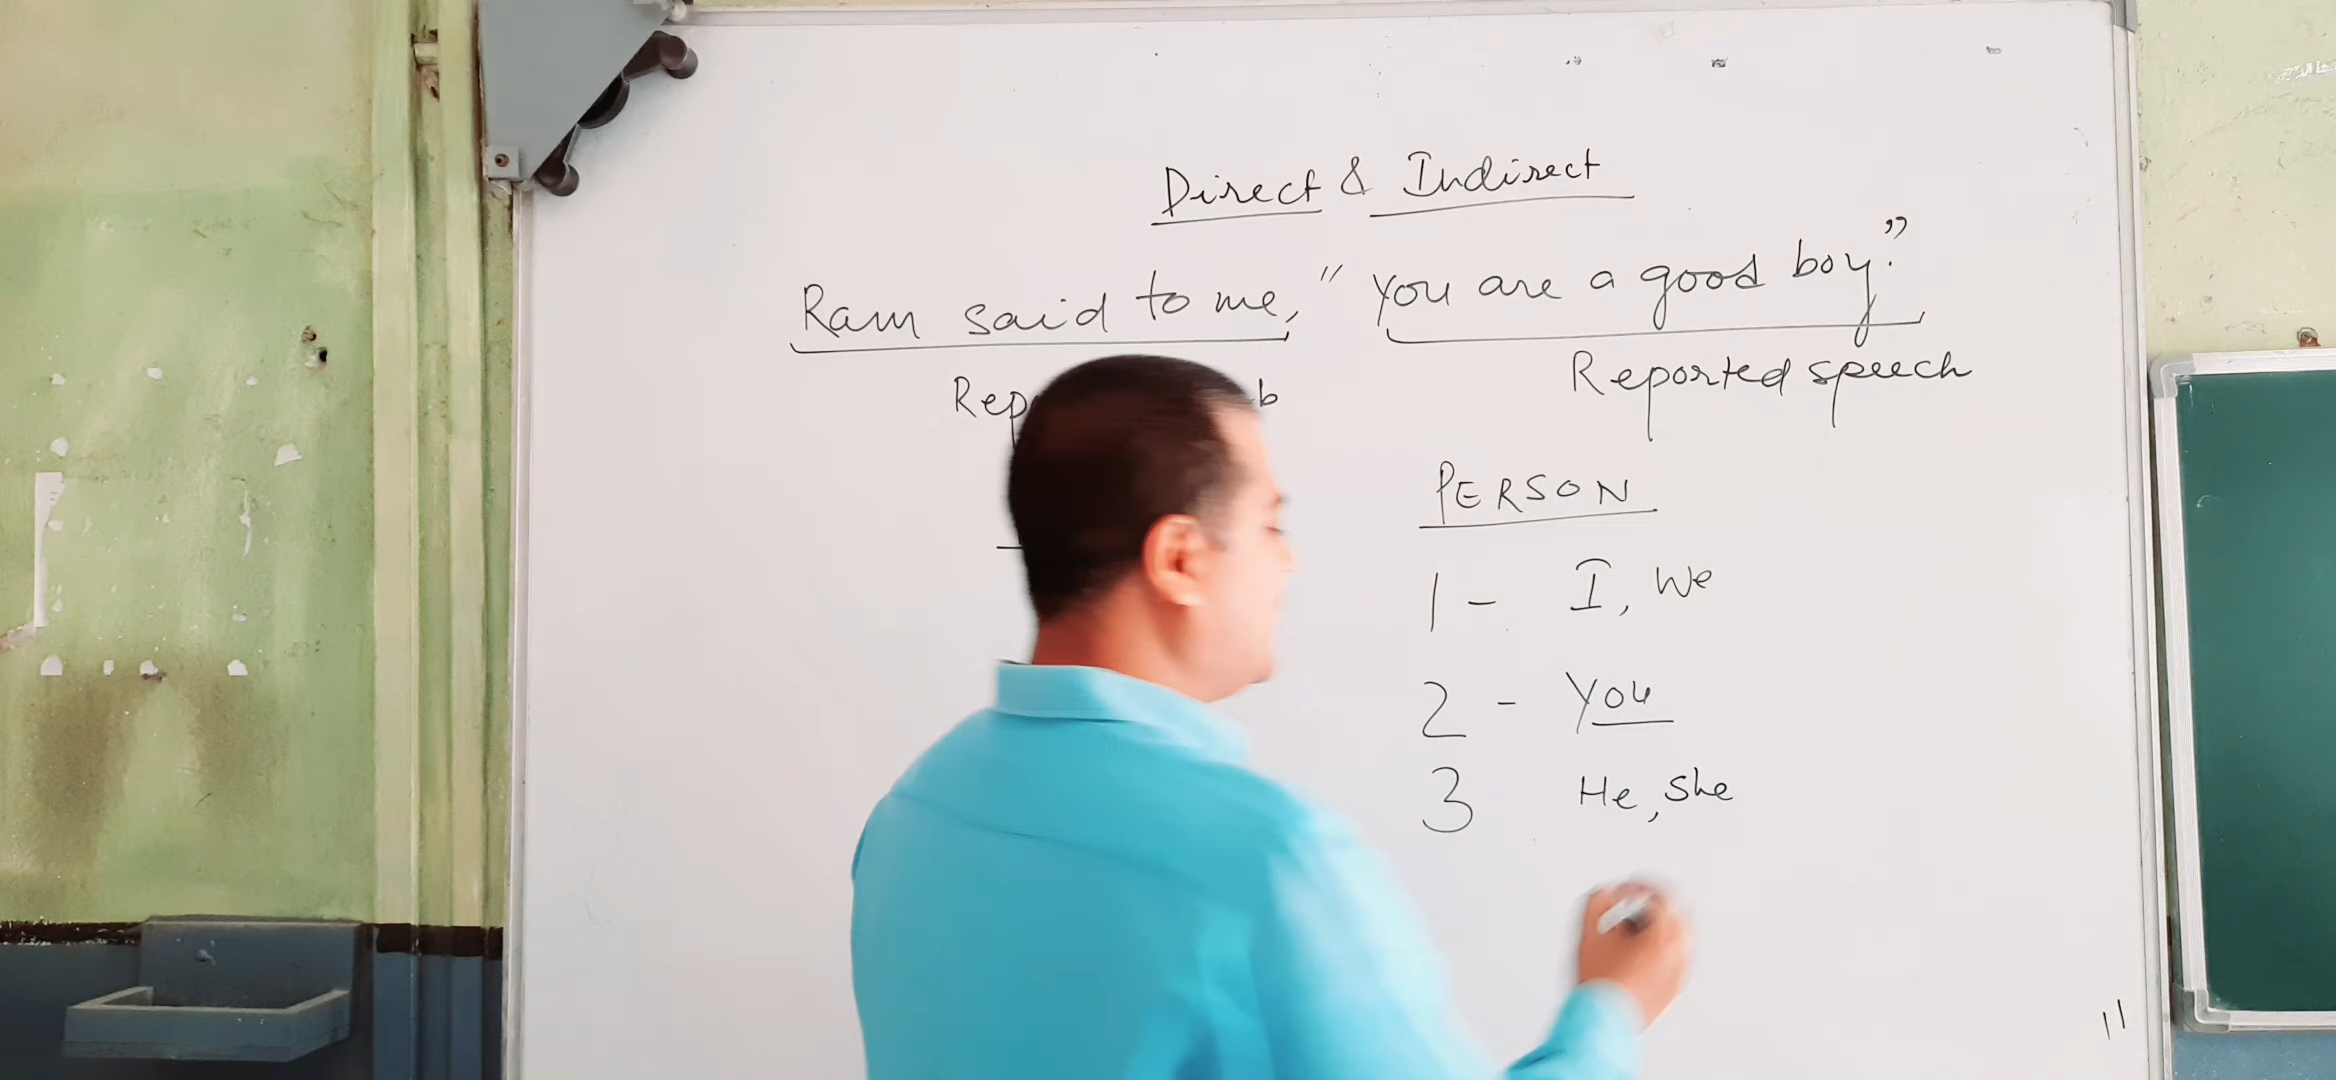 Direct & Indirect
Ram said to me, " You are a good boy."
Reported speech
PERSON
1 - I, We
2 - You
3 He, She